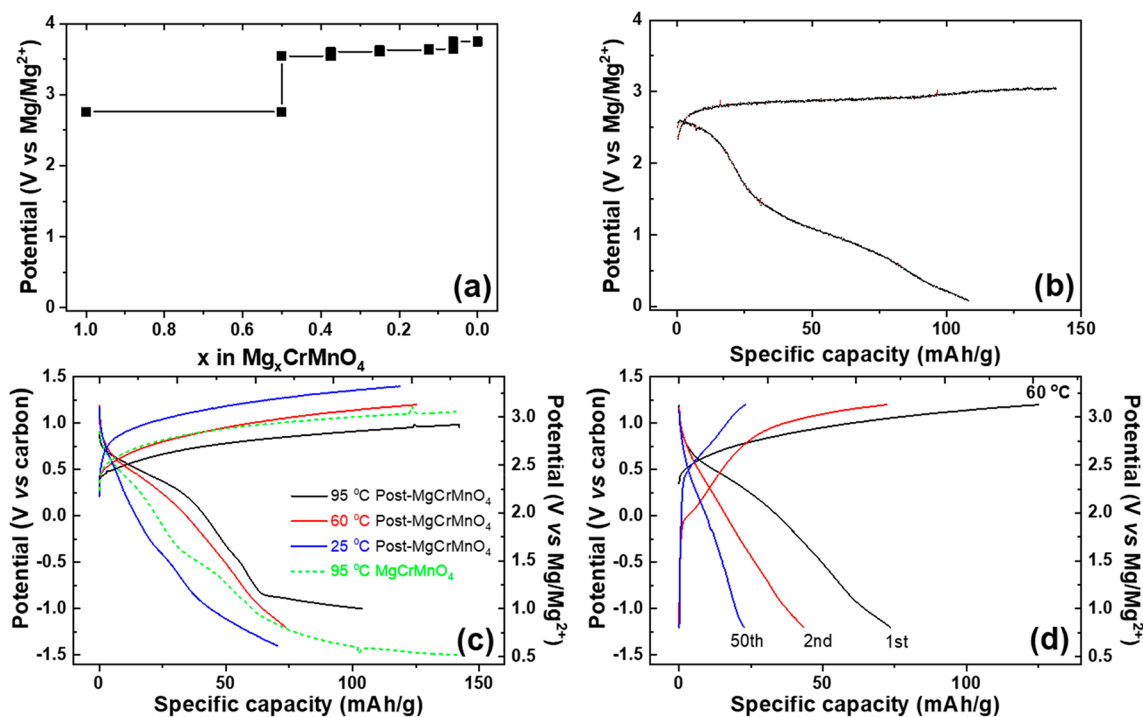 4
3
2
1
0
Potential (V vs Mg/Mg²⁺)
1.0 0.8 0.6 0.4 0.2 0.0
x in MgₓCrMnO₄
(a)
4
3
2
1
0
Potential (V vs Mg/Mg²⁺)
0 50 100 150
Specific capacity (mAh/g)
(b)
1.0
0.5
0.0
-0.5
-1.0
-1.5
Potential (V vs carbon)
95 ⁰C Post-MgCrMnO₄
60 ⁰C Post-MgCrMnO₄
25 ⁰C Post-MgCrMnO₄
95 ⁰C MgCrMnO₄
3.0
2.5
2.0
1.5
1.0
0.5
Potential (V vs Mg/Mg²⁺)
0 50 100 150
Specific capacity (mAh/g)
(c)
1.0
0.5
0.0
-0.5
-1.0
-1.5
Potential (V vs carbon)
60 ⁰C
50th 2nd 1st
3.0
2.5
2.0
1.5
1.0
0.5
Potential (V vs Mg/Mg²⁺)
0 50 100 150
Specific capacity (mAh/g)
(d)